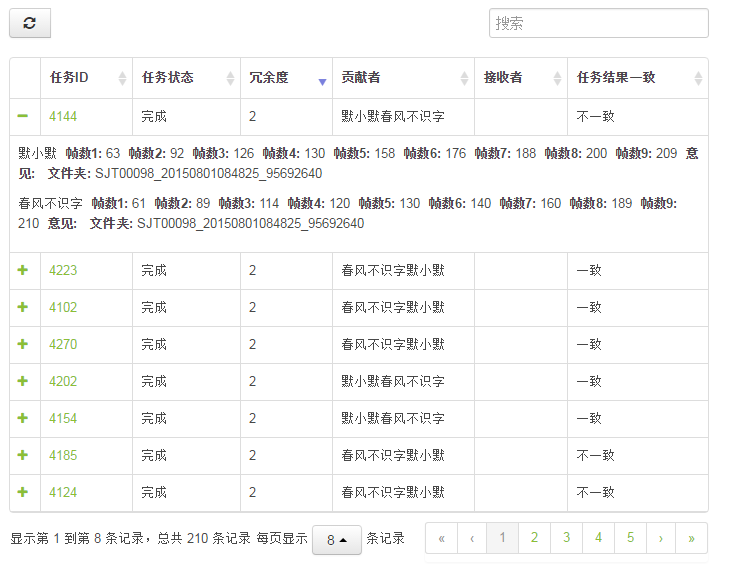 搜索
任务ID 任务状态 冗余度 贡献者 接收者 任务结果一致
4144 完成 2 默小默春风不识字 不一致
默小默 帧数1: 63 帧数2: 92 帧数3: 126 帧数4: 130 帧数5: 158 帧数6: 176 帧数7: 188 帧数8: 200 帧数9: 209 意
见: 文件夹: SJT00098_20150801084825_95692640
春风不识字 帧数1: 61 帧数2: 89 帧数3: 114 帧数4: 120 帧数5: 130 帧数6: 140 帧数7: 160 帧数8: 189 帧数9:
210 意见: 文件夹: SJT00098_20150801084825_95692640
4223 完成 2 春风不识字默小默 一致
4102 完成 2 春风不识字默小默 一致
4270 完成 2 春风不识字默小默 一致
4202 完成 2 默小默春风不识字 一致
4154 完成 2 默小默春风不识字 一致
4185 完成 2 春风不识字默小默 不一致
4124 完成 2 春风不识字默小默 不一致
显示第 1 到第 8 条记录，总共 210 条记录 每页显示 8 条记录 « ‹ 1 2 3 4 5 › »